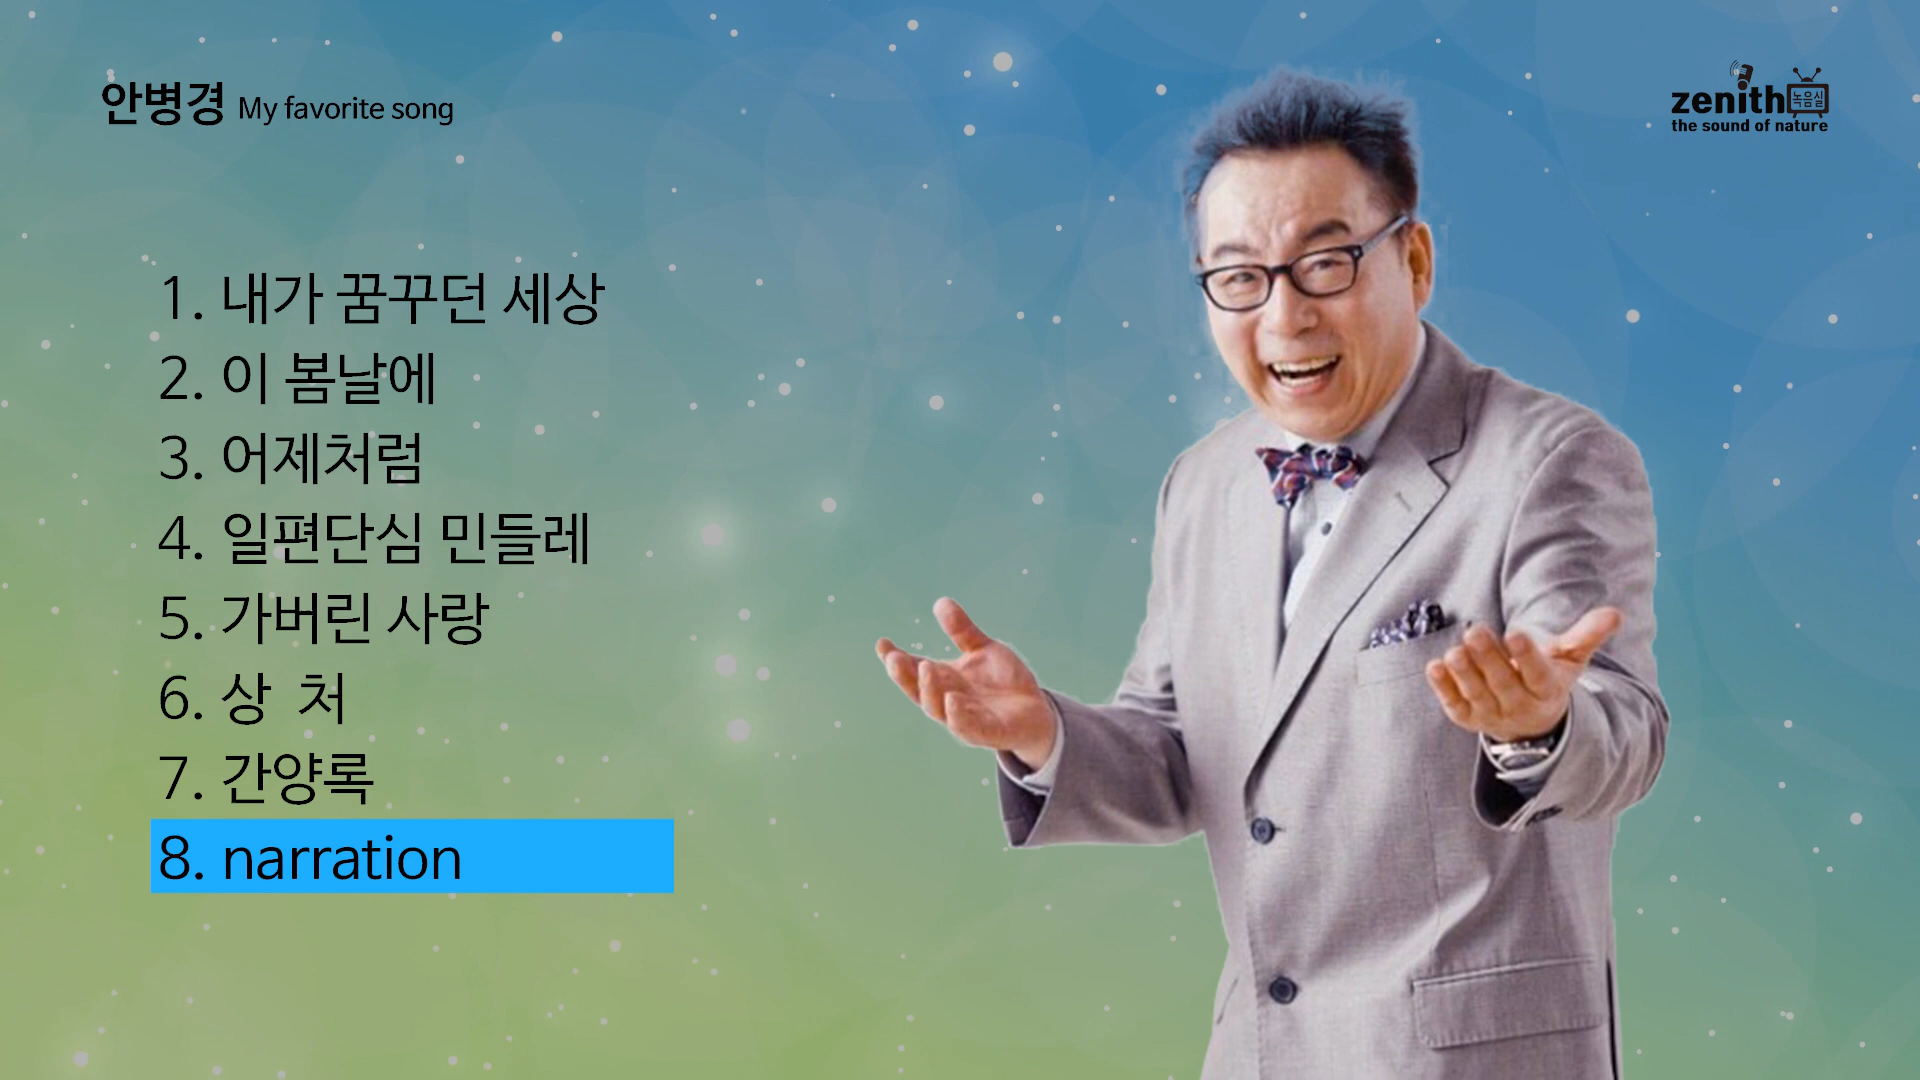 안병경 My favorite song
zenith 녹음실
the sound of nature
1. 내가 꿈꾸던 세상
2. 이 봄날에
3. 어제처럼
4. 일편단심 민들레
5. 가버린 사랑
6. 상 처
7. 간양록
8. narration